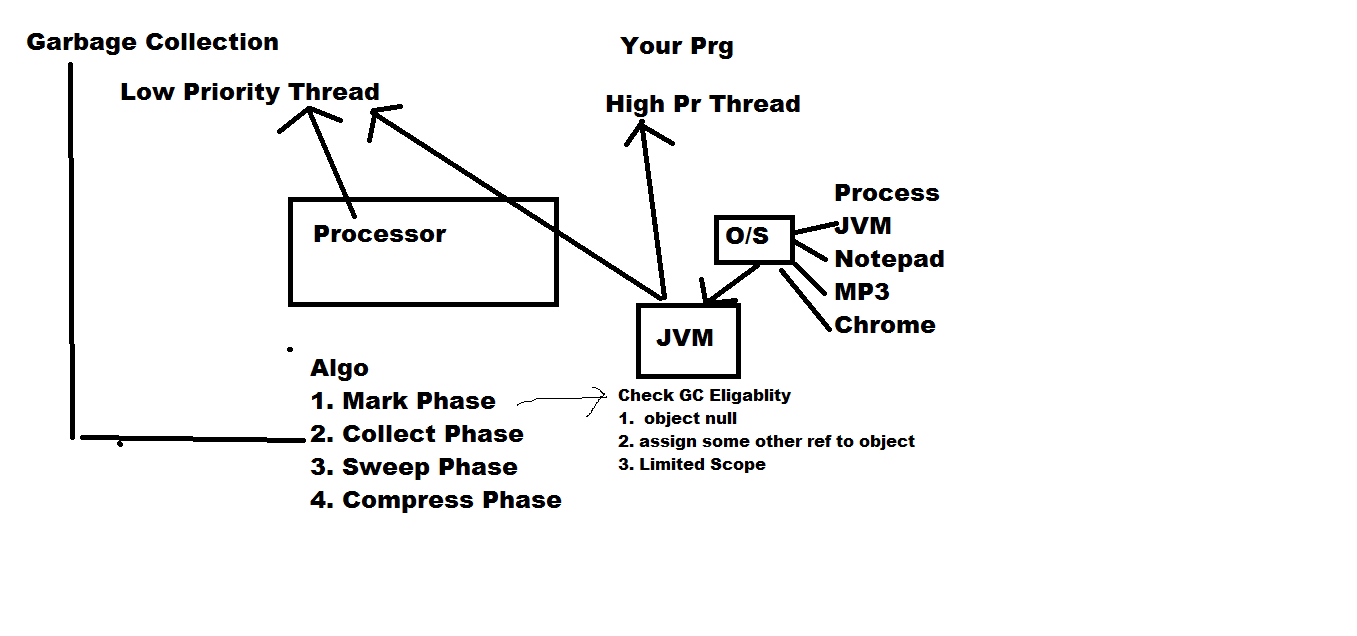 Garbage Collection
Your Prg
Low Priority Thread
High Pr Thread
Processor
O/S
Process
JVM
Notepad
MP3
Chrome
JVM
Algo
1. Mark Phase
2. Collect Phase
3. Sweep Phase
4. Compress Phase
Check GC Eligablity
1. object null
2. assign some other ref to object
3. Limited Scope